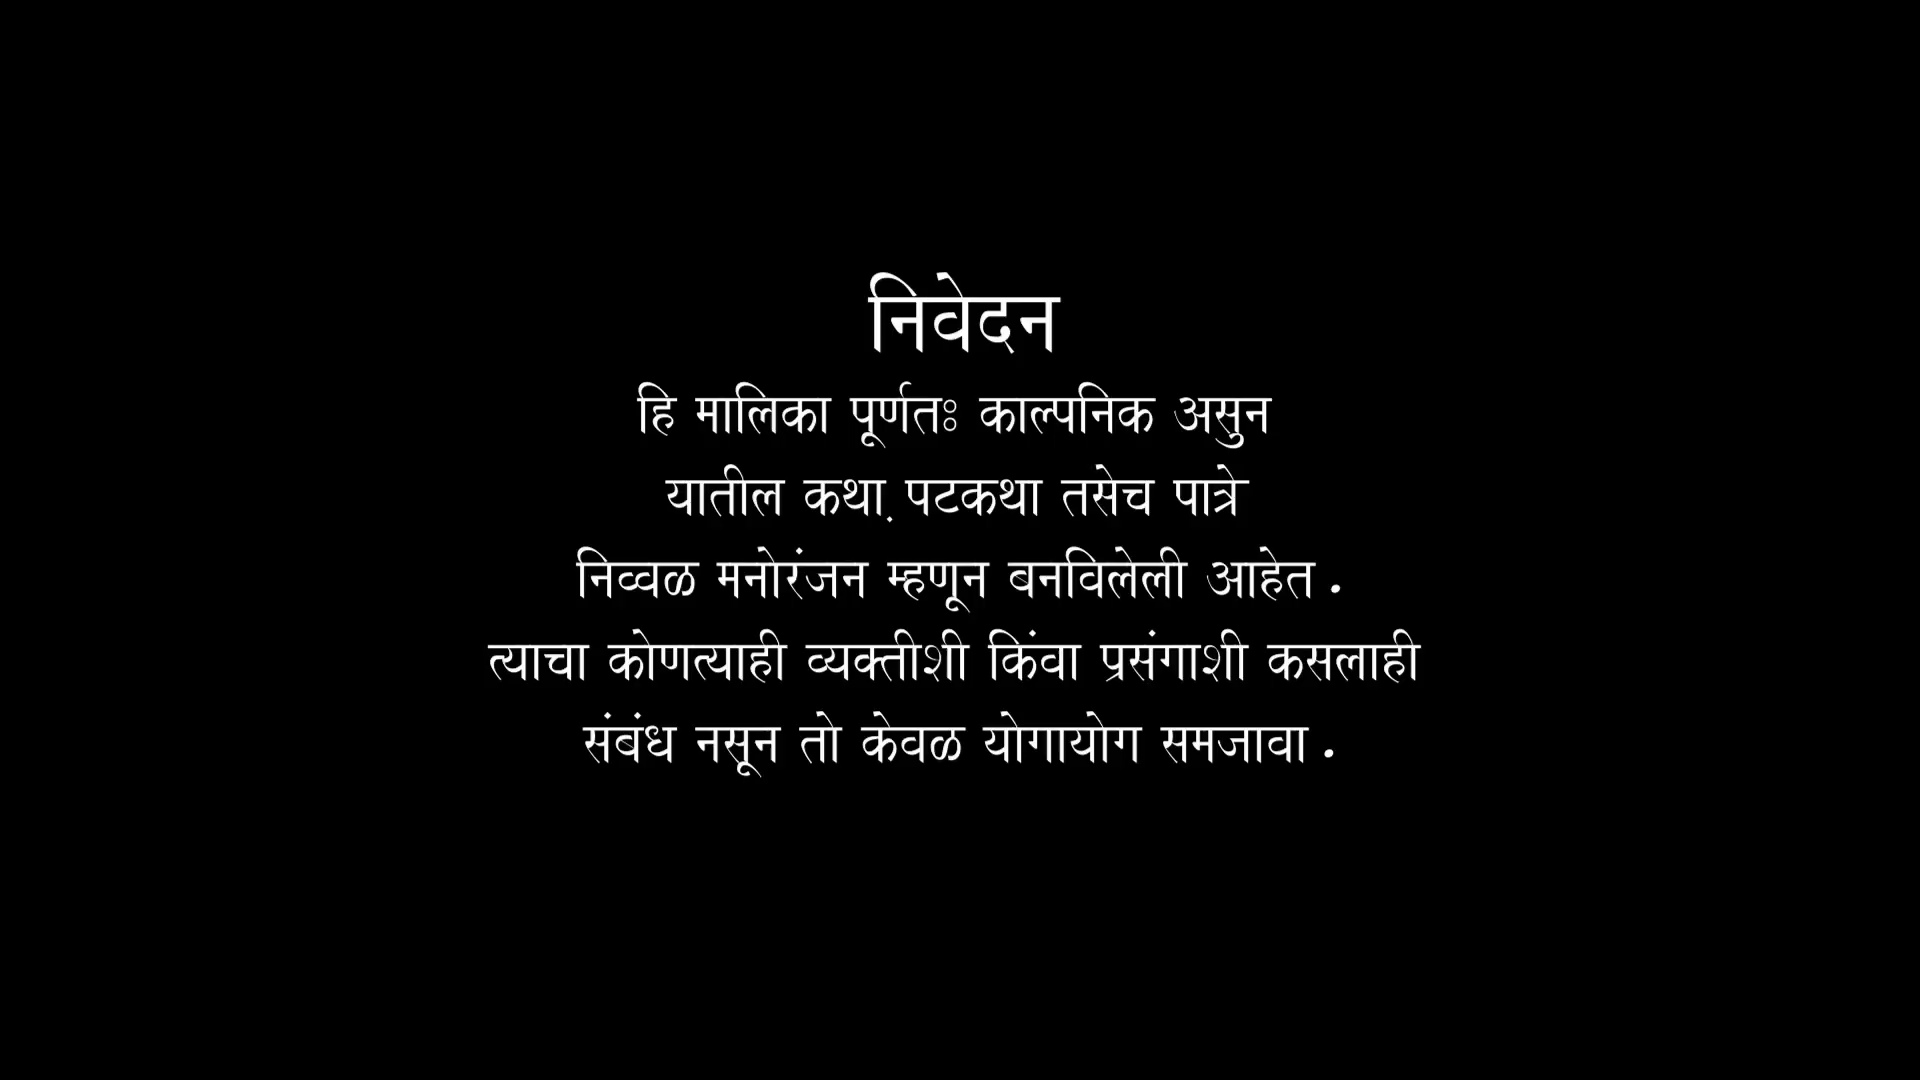 निवेदन
हि मालिका पूर्णतः काल्पनिक असुन
यातील कथा़ पटकथा तसेच पात्रे
निव्वळ मनोरंजन म्हणून बनविलेली आहेत.
त्याचा कोणत्याही व्यक्तीशी किंवा प्रसंगाशी कसलाही
संबंध नसून तो केवळ योगायोग समजावा.